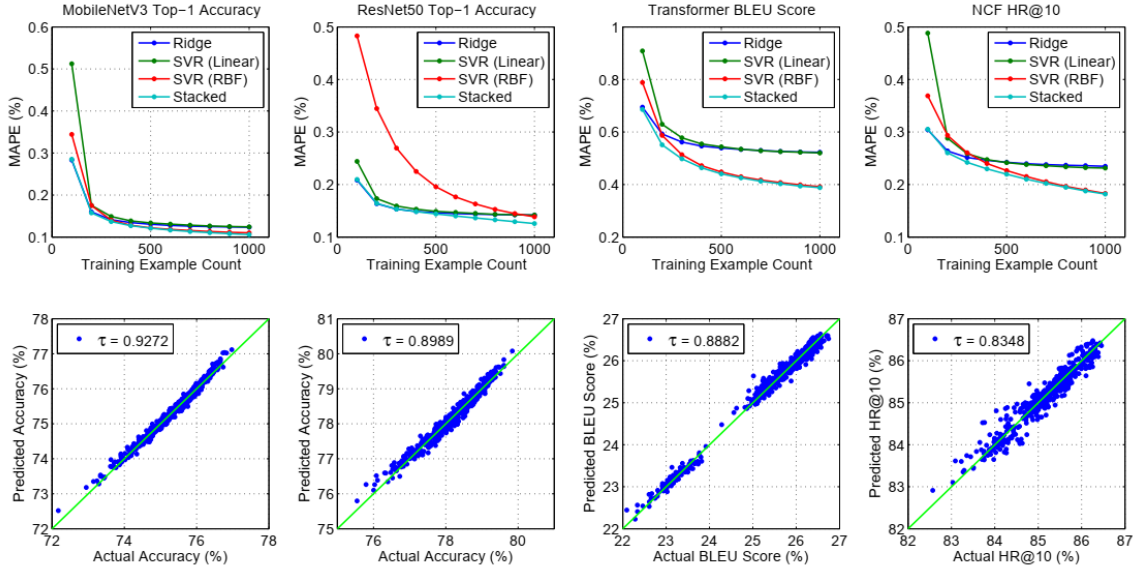 MobileNetV3 Top-1 Accuracy
0.6
0.5
0.4
0.3
0.2
0.1
MAPE (%)
Ridge
SVR (Linear)
SVR (RBF)
Stacked
0 500 1000
Training Example Count
ResNet50 Top-1 Accuracy
0.5
0.4
0.3
0.2
0.1
MAPE (%)
Ridge
SVR (Linear)
SVR (RBF)
Stacked
0 500 1000
Training Example Count
Transformer BLEU Score
1
0.8
0.6
0.4
0.2
MAPE (%)
Ridge
SVR (Linear)
SVR (RBF)
Stacked
0 500 1000
Training Example Count
NCF HR@10
0.5
0.4
0.3
0.2
0.1
MAPE (%)
Ridge
SVR (Linear)
SVR (RBF)
Stacked
0 500 1000
Training Example Count
78
77
76
75
74
73
72
Predicted Accuracy (%)
τ = 0.9272
72 74 76 78
Actual Accuracy (%)
81
80
79
78
77
76
75
Predicted Accuracy (%)
τ = 0.8989
75 76 77 78 79 80 81
Actual Accuracy (%)
27
26
25
24
23
22
Predicted BLEU Score (%)
τ = 0.8882
22 23 24 25 26 27
Actual BLEU Score (%)
87
86
85
84
83
82
Predicted HR@10 (%)
τ = 0.8348
82 83 84 85 86 87
Actual HR@10 (%)